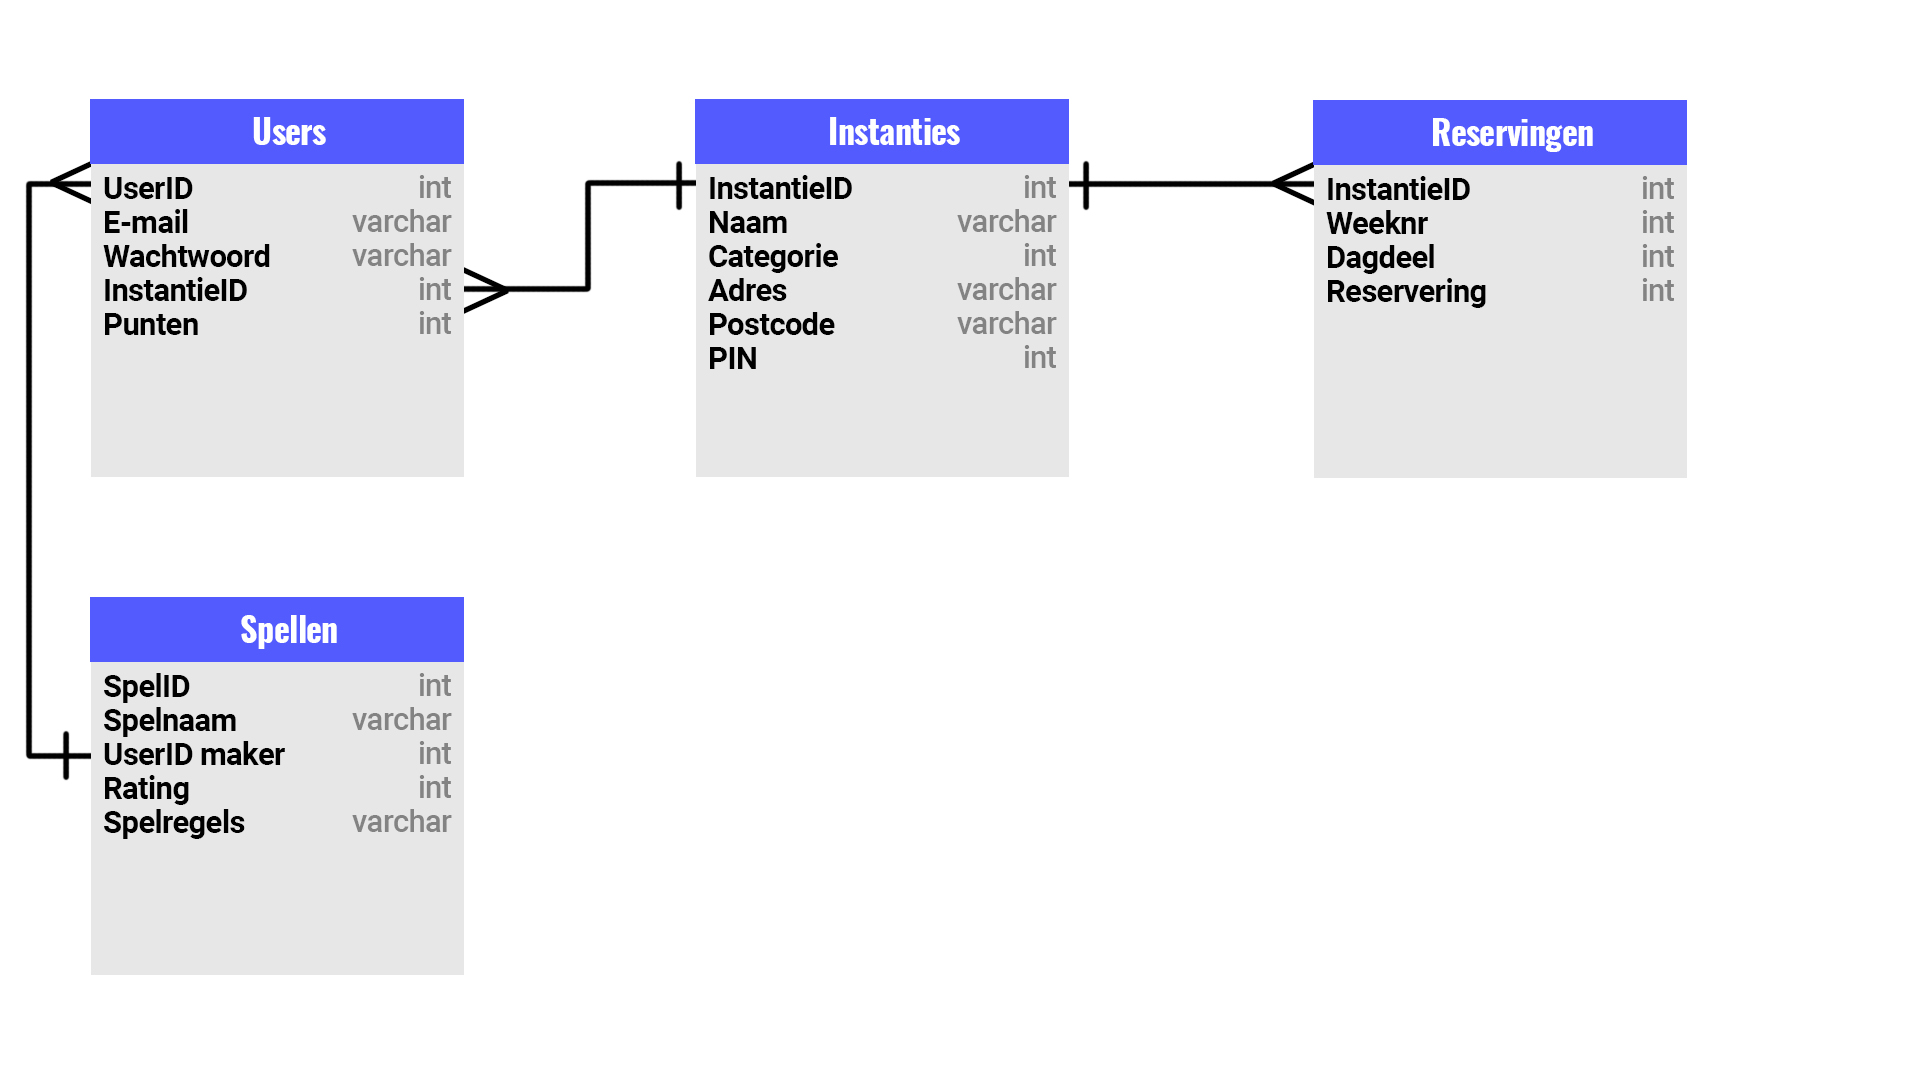 Users
UserID int
E-mail varchar
Wachtwoord varchar
InstantieID int
Punten int
Instanties
InstantieID int
Naam varchar
Categorie int
Adres varchar
Postcode varchar
PIN int
Reservingen
InstantieID int
Weeknr int
Dagdeel int
Reservering int
Spellen
SpelID int
Spelnaam varchar
UserID maker int
Rating int
Spelregels varchar